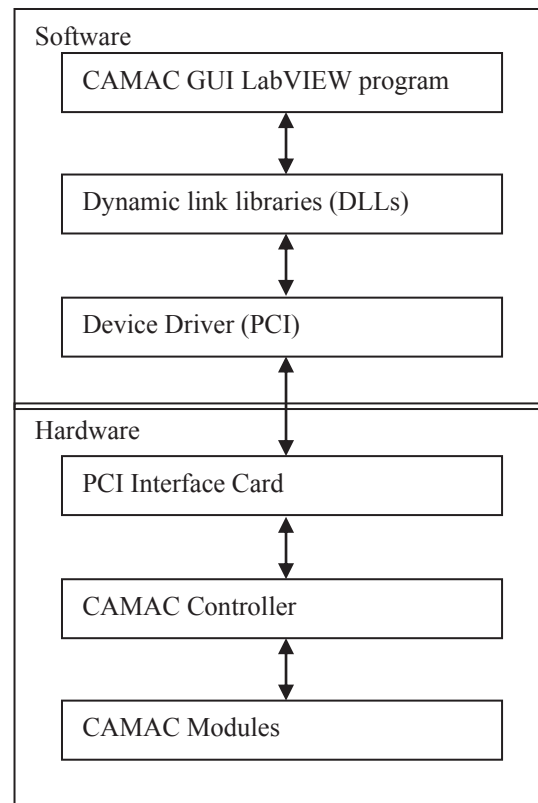 Software
CAMAC GUI LabVIEW program
Dynamic link libraries (DLLs)
Device Driver (PCI)
Hardware
PCI Interface Card
CAMAC Controller
CAMAC Modules